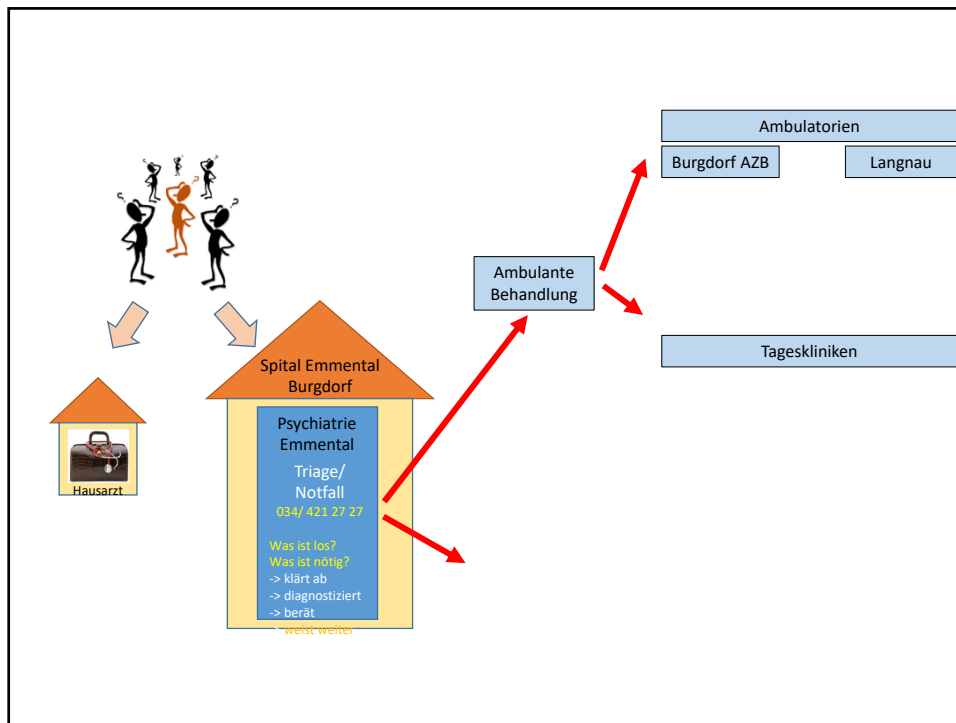 Ambulatorien
Burgdorf AZB
Langnau
Ambulante
Behandlung
Tageskliniken
Spital Emmental
Burgdorf
Psychiatrie
Emmental
Triage/
Notfall
034/ 421 27 27
Was ist los?
Was ist nötig?
-> klärt ab
-> diagnostiziert
-> berät
-> weist weiter
Hausarzt